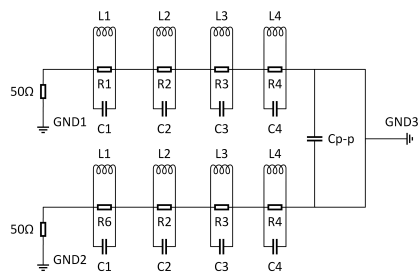 L1 L2 L3 L4
50Ω R1 R2 R3 R4
GND1 C1 C2 C3 C4
Cp-p GND3
L1 L2 L3 L4
50Ω R6 R2 R3 R4
GND2 C1 C2 C3 C4